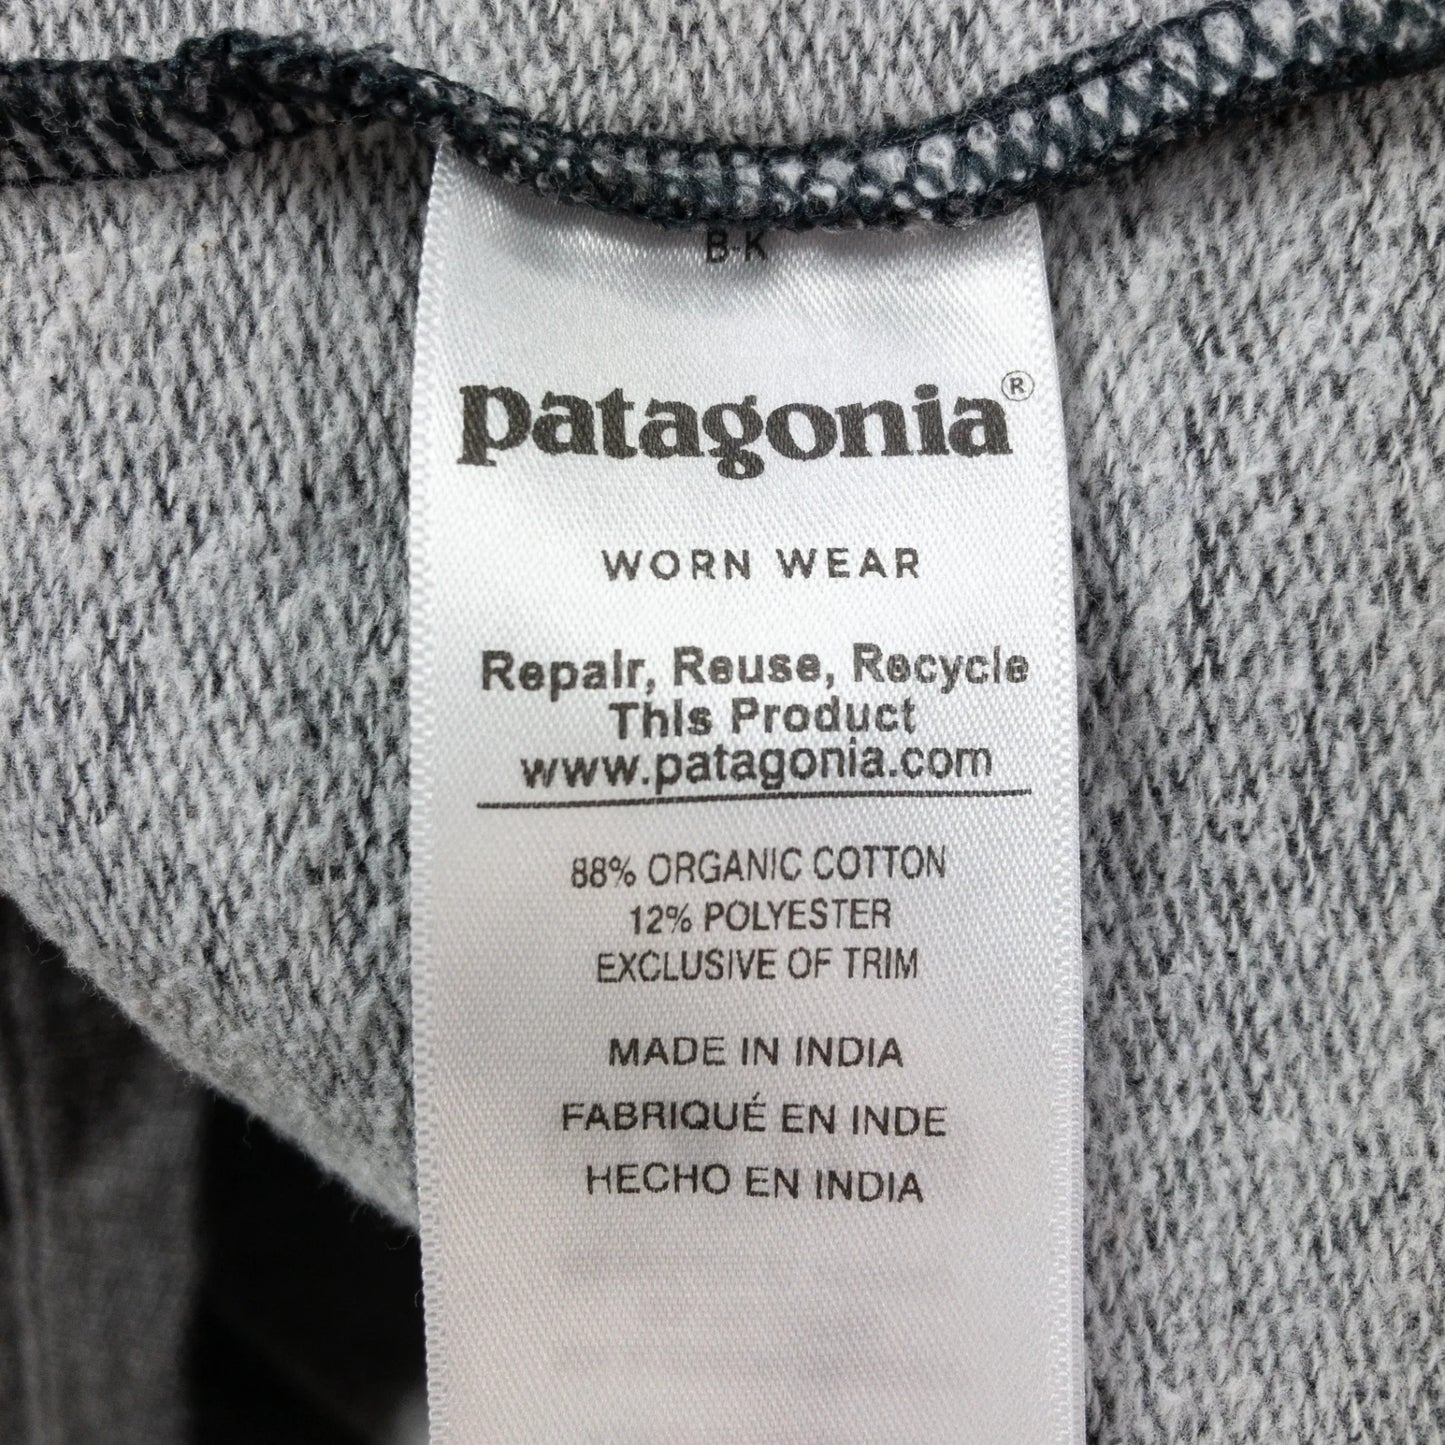 B-K
patagonia®
WORN WEAR
Repair, Reuse, Recycle
This Product
www.patagonia.com
88% ORGANIC COTTON
12% POLYESTER
EXCLUSIVE OF TRIM
MADE IN INDIA
FABRIQUÉ EN INDE
HECHO EN INDIA